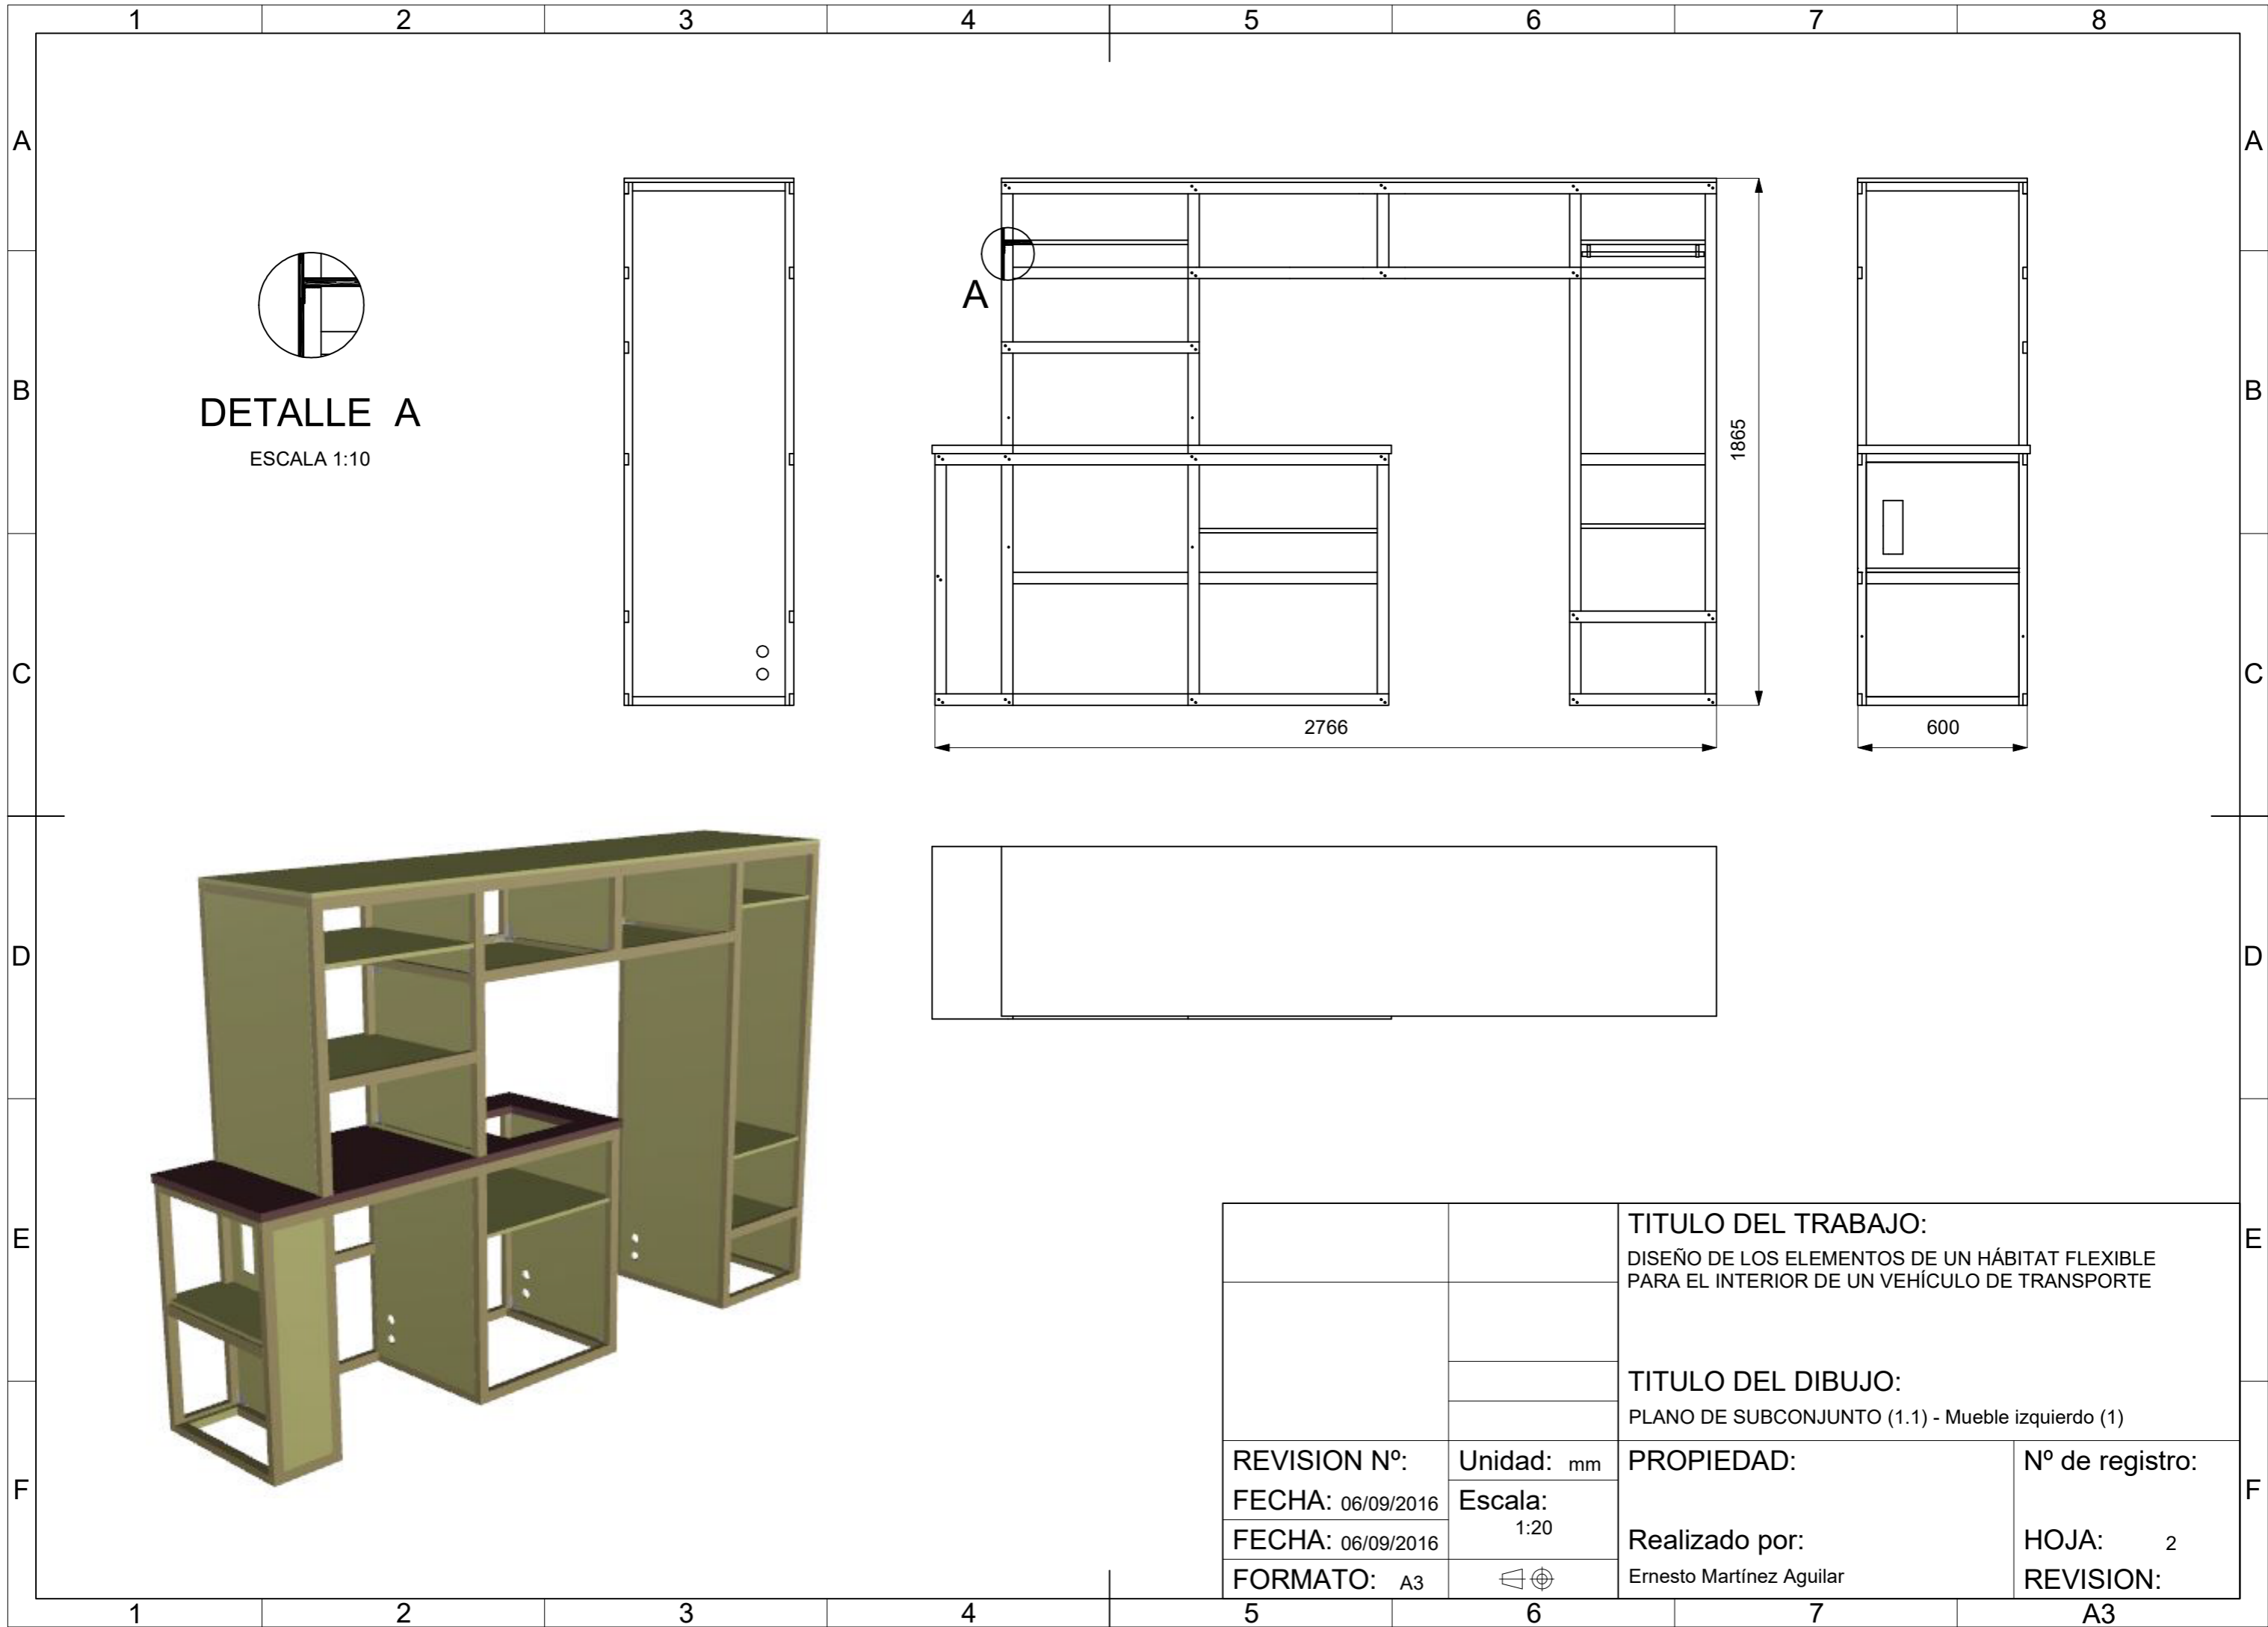 1 2 3 4 5 6 7 8
A A
A
1865
B B
DETALLE A
ESCALA 1:10
C C
2766
600
D D
E E
TITULO DEL TRABAJO:
DISEÑO DE LOS ELEMENTOS DE UN HÁBITAT FLEXIBLE
PARA EL INTERIOR DE UN VEHÍCULO DE TRANSPORTE
TITULO DEL DIBUJO:
PLANO DE SUBCONJUNTO (1.1) - Mueble izquierdo (1)
REVISION Nº: Unidad: mm PROPIEDAD: Nº de registro:
F F
FECHA: 06/09/2016 Escala:
1:20
FECHA: 06/09/2016 Realizado por: HOJA: 2
FORMATO: A3 Ernesto Martínez Aguilar REVISION:
1 2 3 4 5 6 7 A3